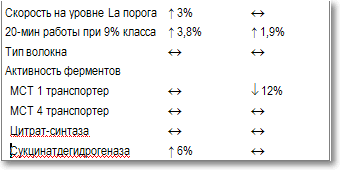 Скорость на уровне La порога ↑ 3% ↔
20-мин работы при 9% класса ↑ 3,8% ↑ 1,9%
Тип волокна ↔ ↔
Активность ферментов
МСТ 1 транспортер ↔ ↓ 12%
МСТ 4 транспортер ↔ ↔
Цитрат-синтаза ↔ ↔
Сукцинатдегидрогеназа ↑ 6% ↔